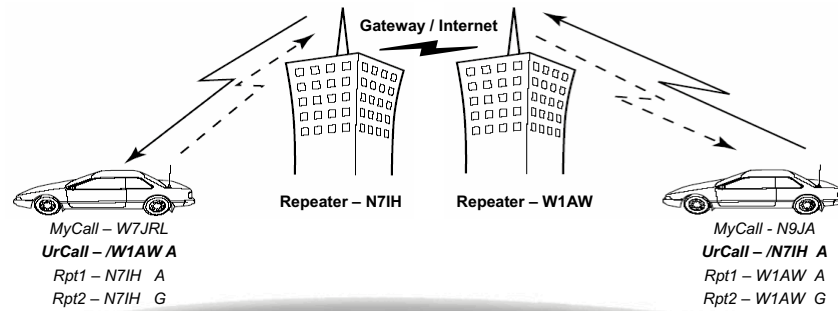 Gateway / Internet
Repeater – N7IH
Repeater – W1AW
MyCall – W7JRL
UrCall – /W1AW A
Rpt1 – N7IH A
Rpt2 – N7IH G
MyCall - N9JA
UrCall – /N7IH A
Rpt1 – W1AW A
Rpt2 – W1AW G